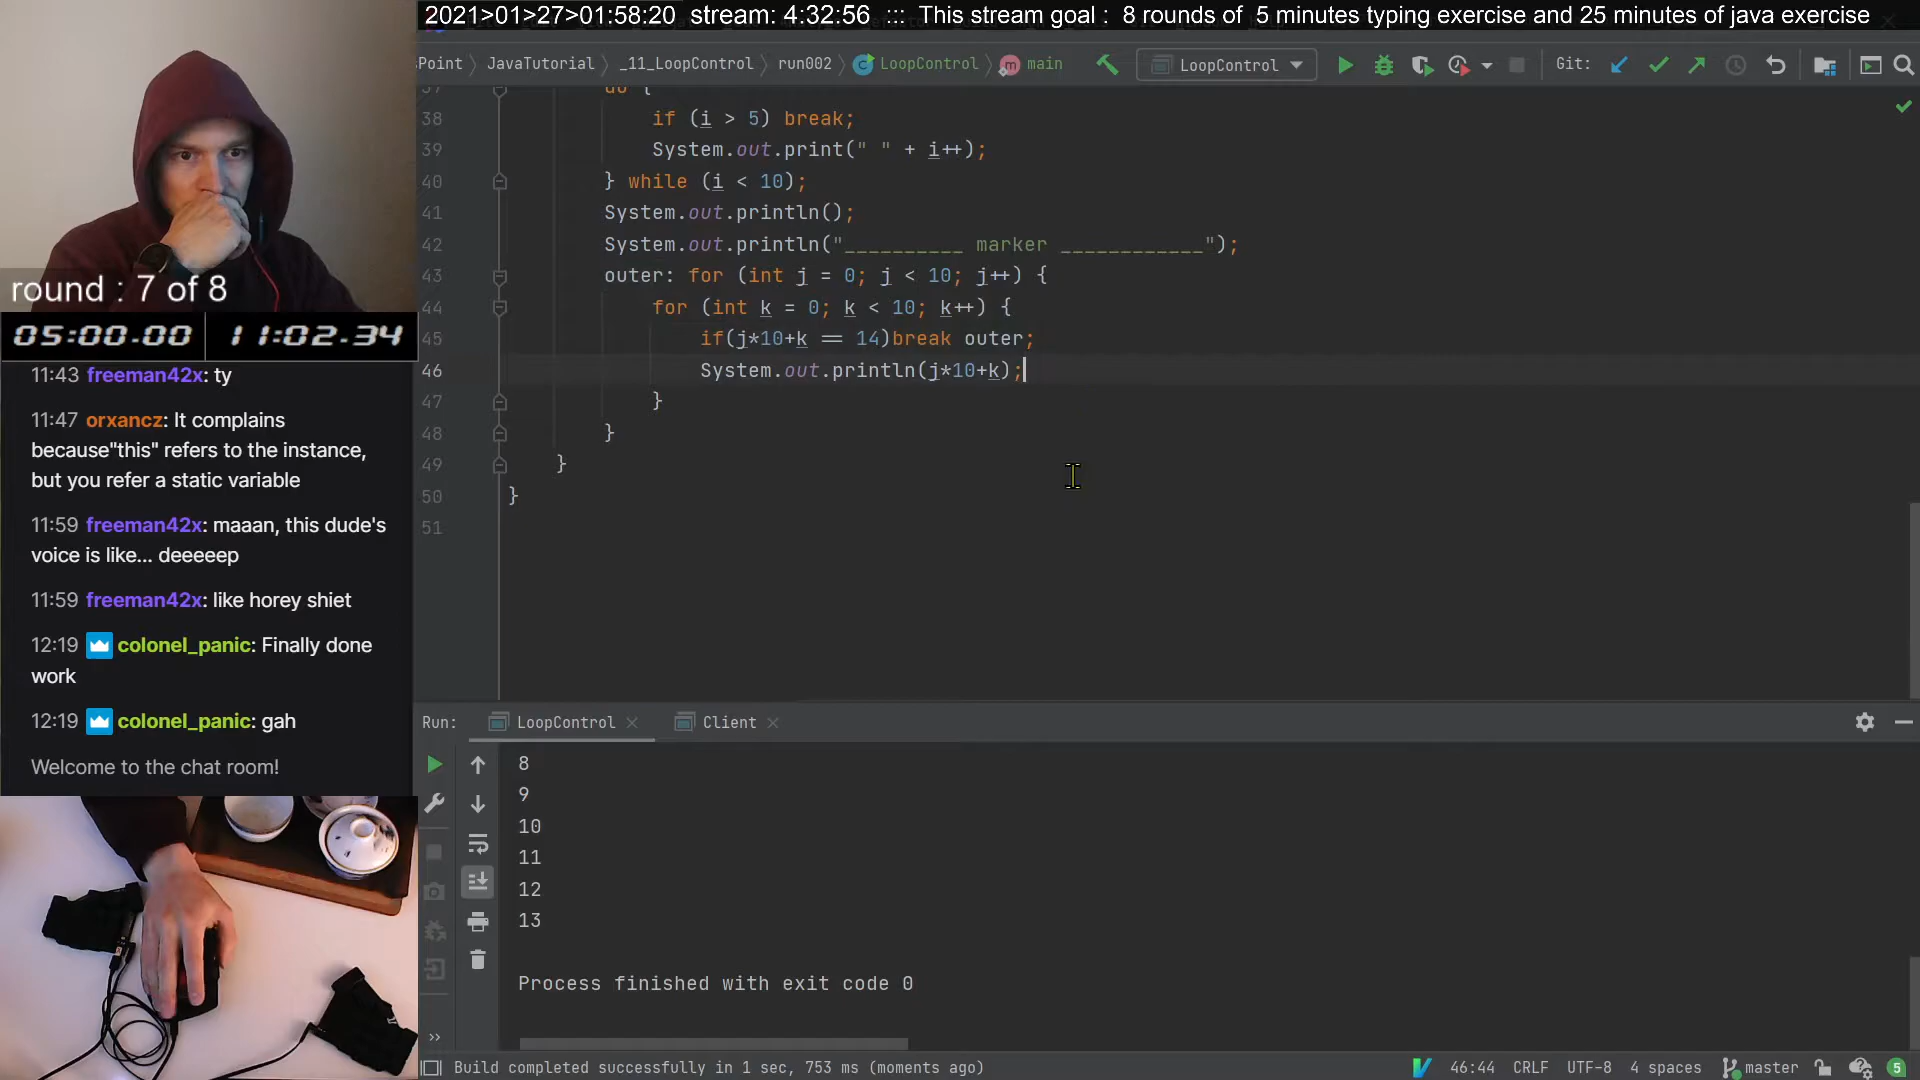 2021>01>27>01:58:20 stream: 4:32:56 ::: This stream goal : 8 rounds of 5 minutes typing exercise and 25 minutes of java exercise
sPoint JavaTutorial _11_LoopControl run002 LoopControl main LoopControl Git:
37 do {
38 if (i > 5) break;
39 System.out.print(" " + i++);
40 } while (i < 10);
41 System.out.println();
42 System.out.println("__________ marker ____________");
43 outer: for (int j = 0; j < 10; j++) {
44 for (int k = 0; k < 10; k++) {
45 if(j*10+k == 14)break outer;
46 System.out.println(j*10+k);
47 }
48 }
49 }
50 }
51
round : 7 of 8
05:00.00 11:02.34
11:43 freeman42x: ty
11:47 orxancz: It complains
because"this" refers to the instance,
but you refer a static variable
11:59 freeman42x: maaan, this dude's
voice is like... deeeeep
11:59 freeman42x: like horey shiet
12:19 colonel_panic: Finally done
work
12:19 colonel_panic: gah
Welcome to the chat room!
Run: LoopControl Client
8
9
10
11
12
13
Process finished with exit code 0
Build completed successfully in 1 sec, 753 ms (moments ago) 46:44 CRLF UTF-8 4 spaces master 5